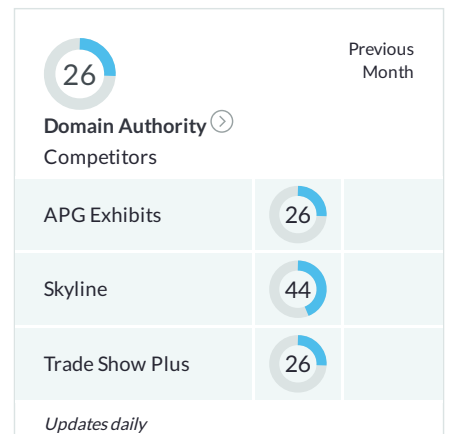 26
Previous
Month
Domain Authority
Competitors
APG Exhibits 26
Skyline 44
Trade Show Plus 26
Updates daily